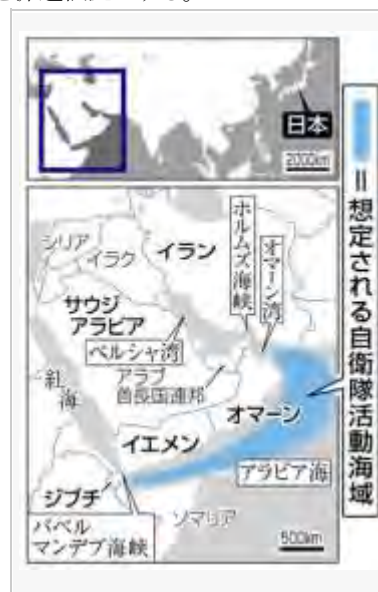 日本
2000km
＝想定される自衛隊活動海域
シリア
イラク
イラン
ホルムズ海峡
オマーン湾
サウジ
アラビア
ペルシャ湾
紅海
アラブ
首長国連邦
オマーン
イエメン
アラビア海
ジブチ
ソマリア
バベル
マンデブ海峡
500km